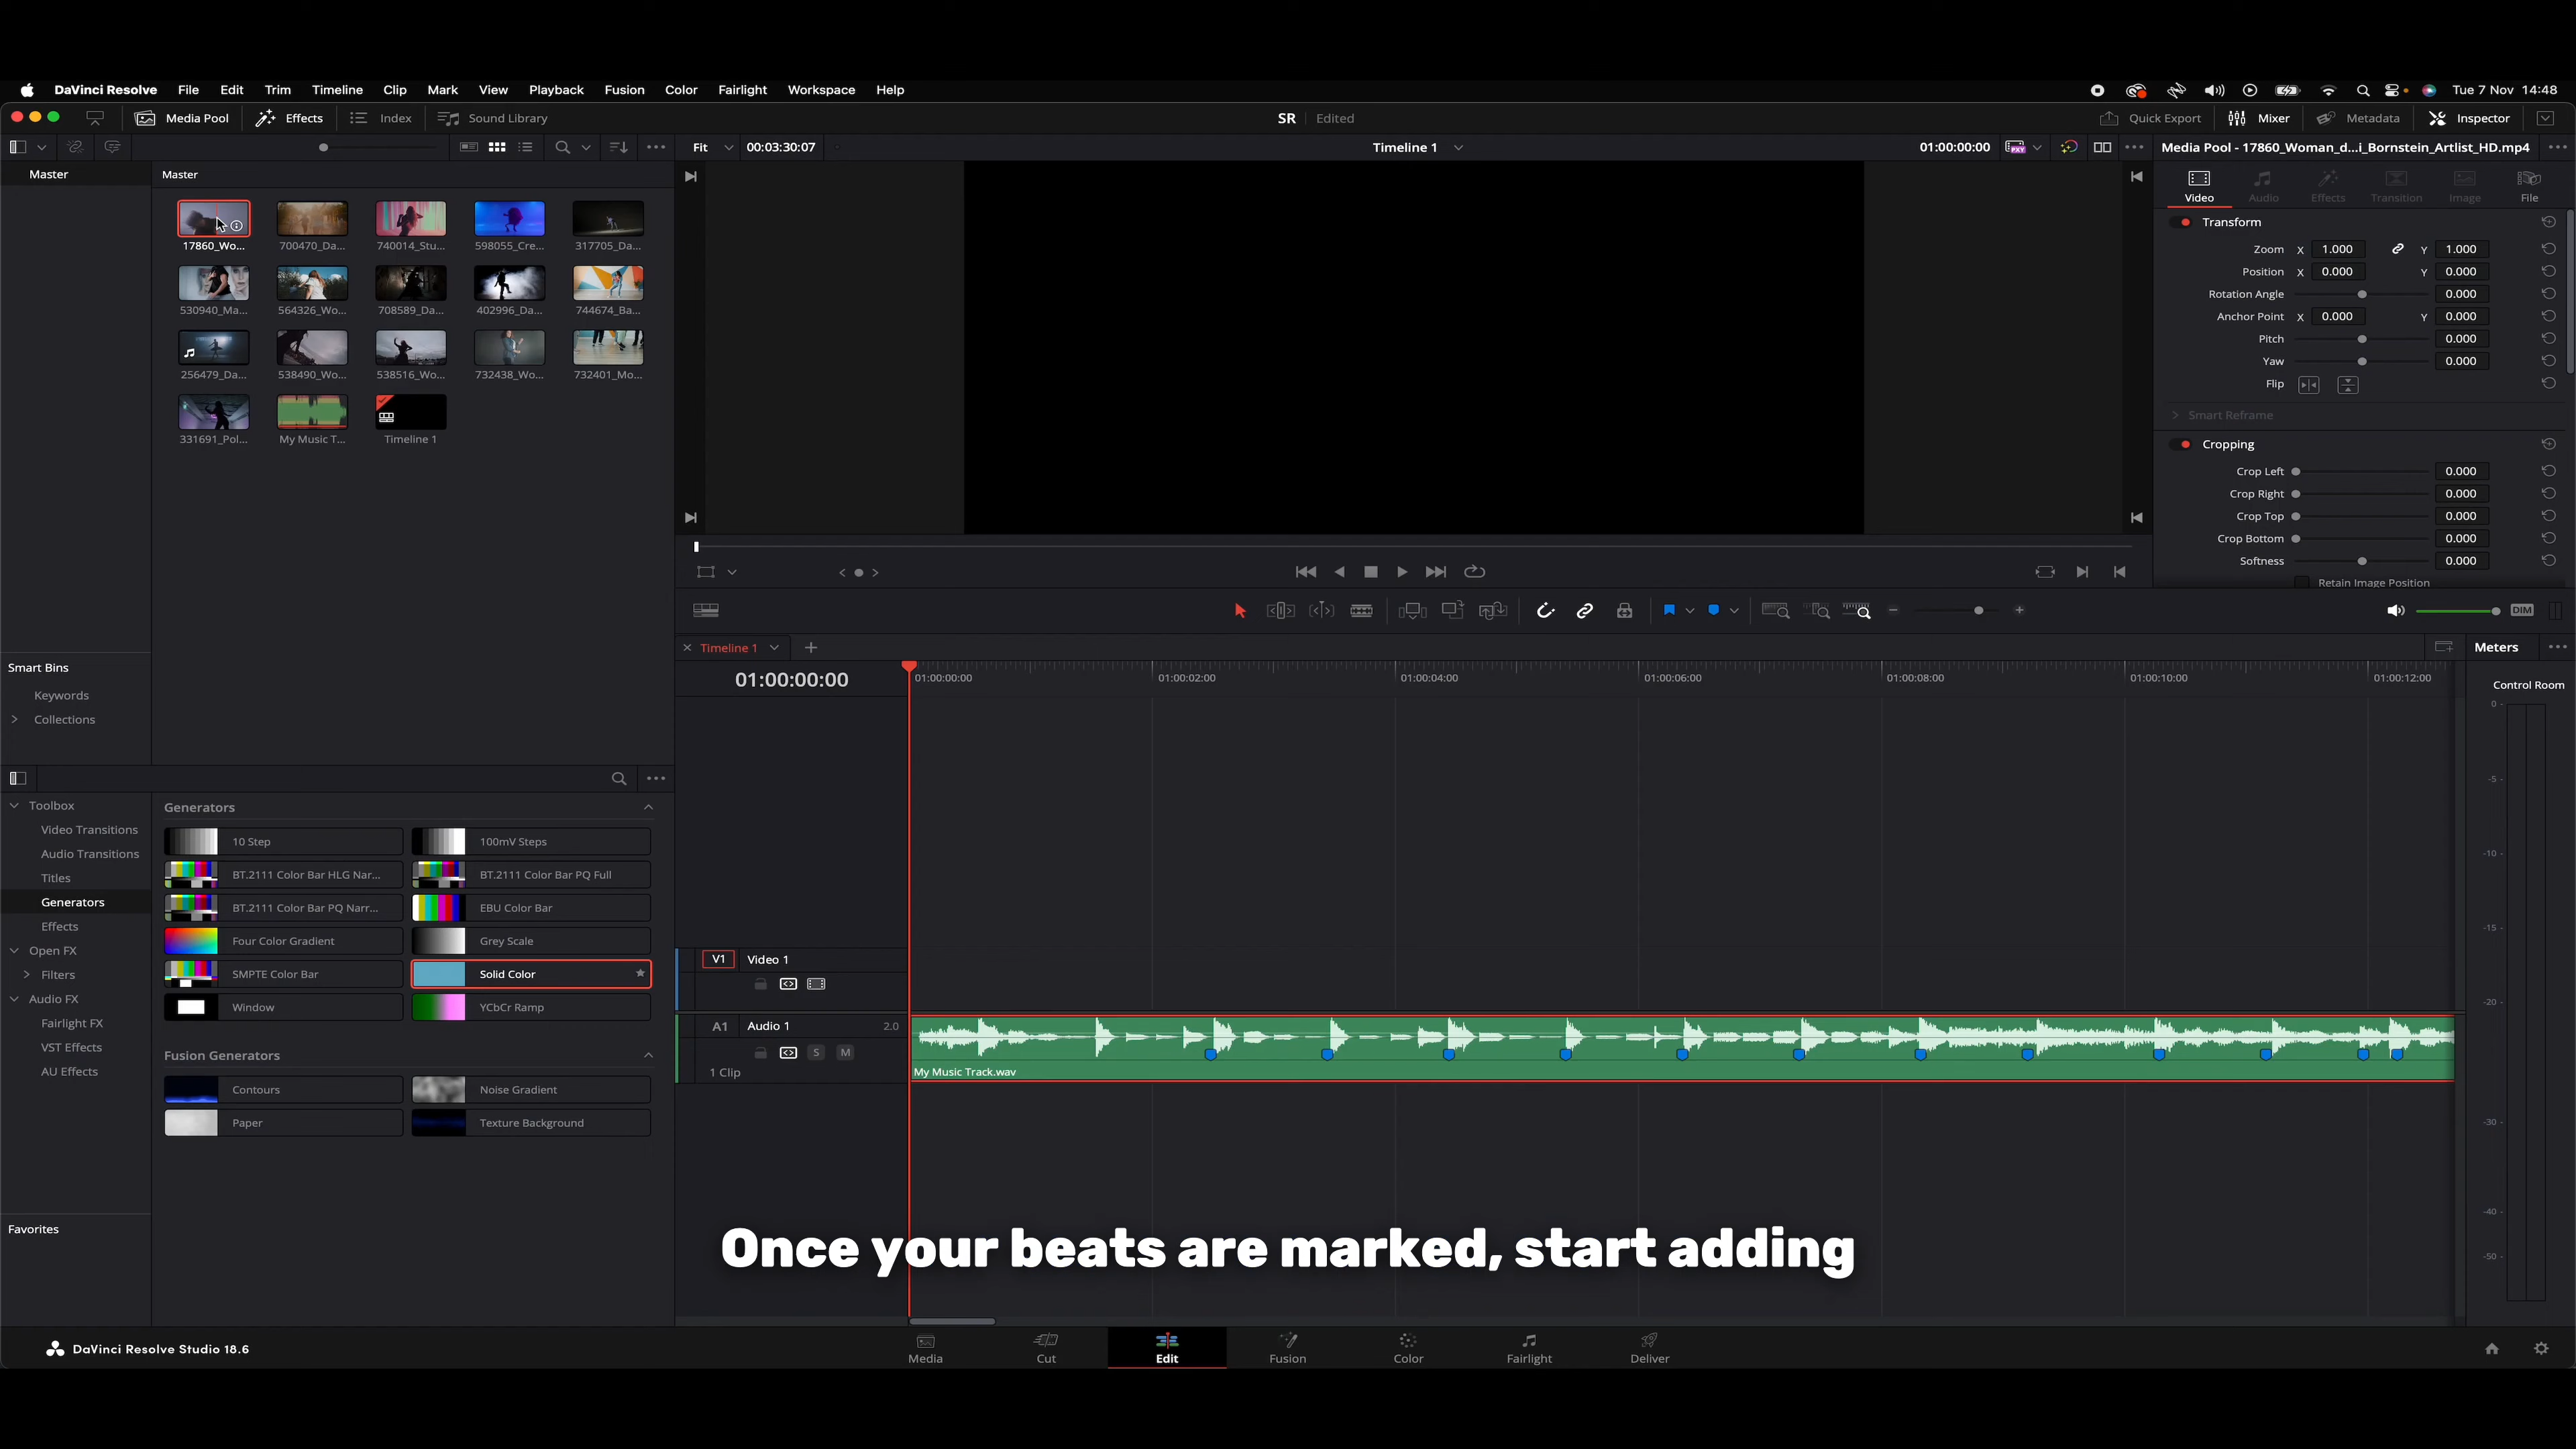 DaVinci Resolve File Edit Trim Timeline Clip Mark View Playback Fusion Color Fairlight Workspace Help Tue 7 Nov 14:48
Media Pool Effects Index Sound Library SR Edited Quick Export Mixer Metadata Inspector
Fit 00:03:30:07 Timeline 1 01:00:00:00 PXY Media Pool - 17860_Woman_d...i_Bornstein_Artlist_HD.mp4
Master
Master
17860_Wo... 700470_Da... 740014_Stu... 598055_Cre... 317705_Da...
530940_Ma... 564326_Wo... 708589_Da... 402996_Da... 744674_Ba...
256479_Da... 538490_Wo... 538516_Wo... 732438_Wo... 732401_Mo...
331691_Pol... My Music T... Timeline 1
Video Audio Effects Transition Image File
Transform
Zoom X 1.000 Y 1.000
Position X 0.000 Y 0.000
Rotation Angle 0.000
Anchor Point X 0.000 Y 0.000
Pitch 0.000
Yaw 0.000
Flip
Smart Reframe
Cropping
Crop Left 0.000
Crop Right 0.000
Crop Top 0.000
Crop Bottom 0.000
Softness 0.000
Retain Image Position
DIM
Smart Bins
Keywords
Collections
Timeline 1
Meters
01:00:00:00
01:00:00:00 01:00:02:00 01:00:04:00 01:00:06:00 01:00:08:00 01:00:10:00 01:00:12:00
Control Room
0
-5
-10
-15
-20
-30
-40
-50
Toolbox
Video Transitions
Audio Transitions
Titles
Generators
Effects
Open FX
Filters
Audio FX
Fairlight FX
VST Effects
AU Effects
Favorites
Generators
10 Step 100mV Steps
BT.2111 Color Bar HLG Nar... BT.2111 Color Bar PQ Full
BT.2111 Color Bar PQ Narr... EBU Color Bar
Four Color Gradient Grey Scale
SMPTE Color Bar Solid Color
Window YCbCr Ramp
Fusion Generators
Contours Noise Gradient
Paper Texture Background
V1 Video 1
A1 Audio 1 2.0
S M
1 Clip
My Music Track.wav
Once your beats are marked, start adding
DaVinci Resolve Studio 18.6
Media Cut Edit Fusion Color Fairlight Deliver